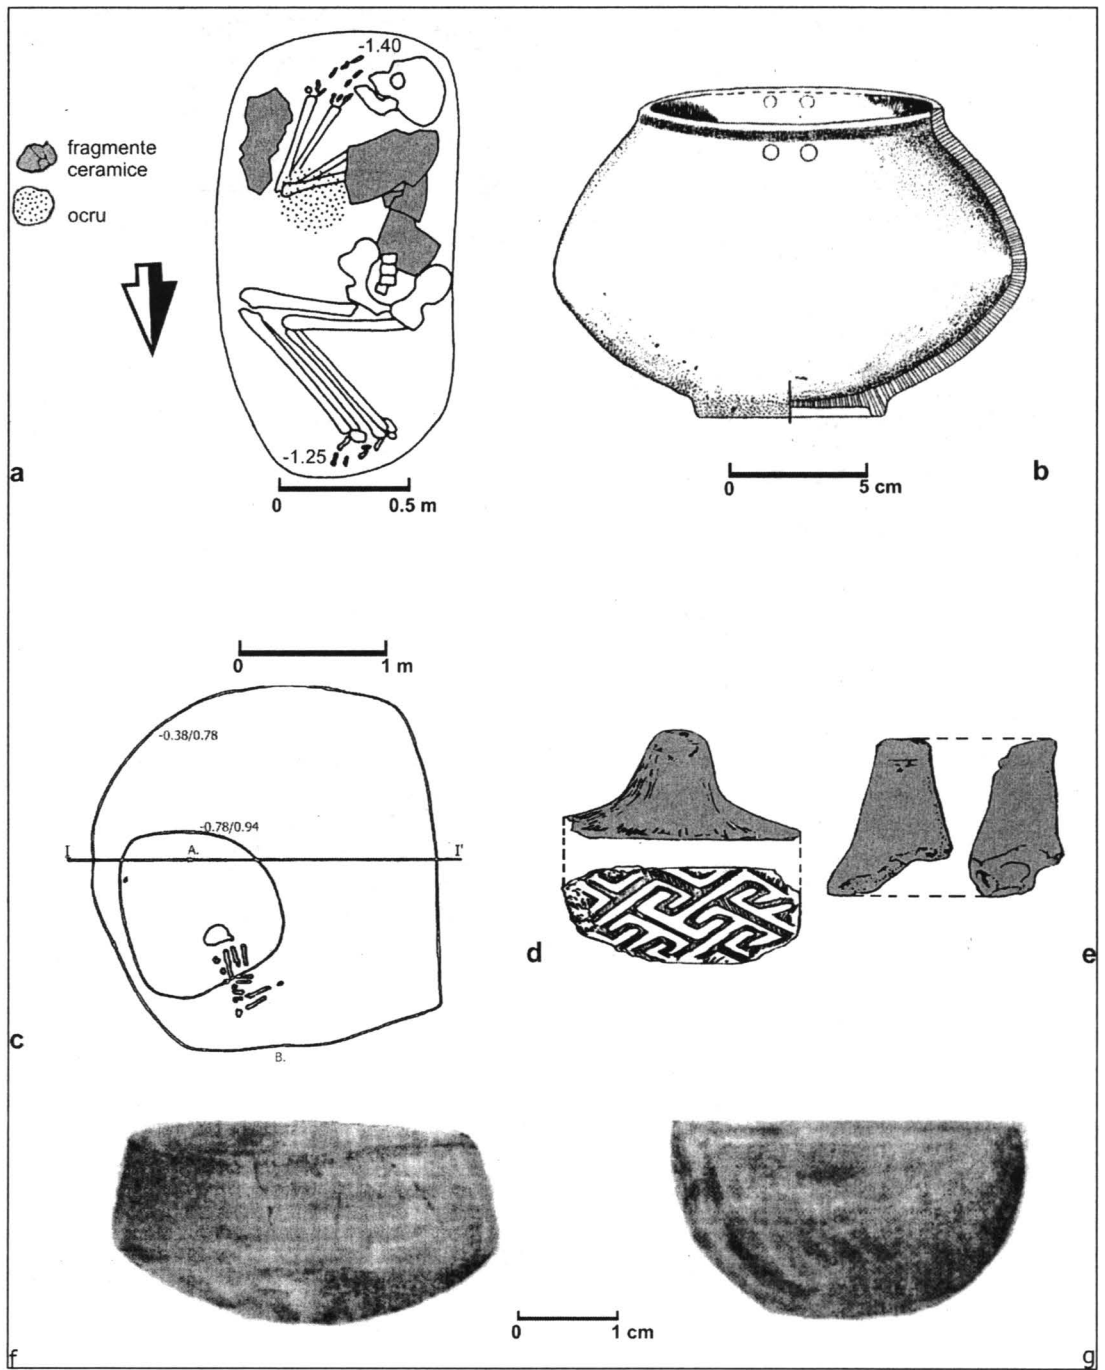 -1.40
fragmente
ceramice
ocru
-1.25
a
0 0.5 m
b
0 5 cm
0 1 m
-0.38/0.78
-0.78/0.94
I A. I'
d
e
c
B.
0 1 cm
f
g